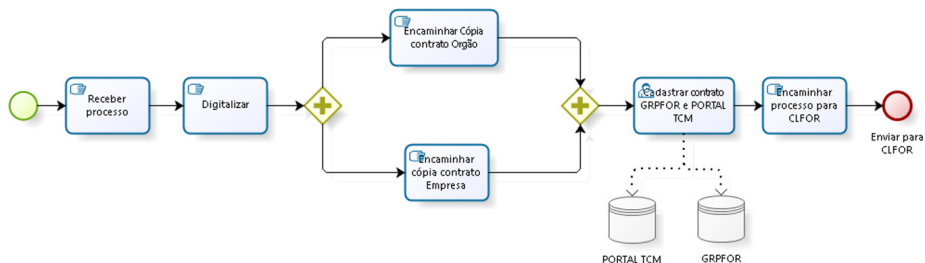 Receber
processo
Digitalizar
Encaminhar Cópia
contrato Orgão
Encaminhar
cópia contrato
Empresa
Cadastrar contrato
GRPFOR e PORTAL
TCM
Encaminhar
processo para
CLFOR
Enviar para
CLFOR
PORTAL TCM
GRPFOR